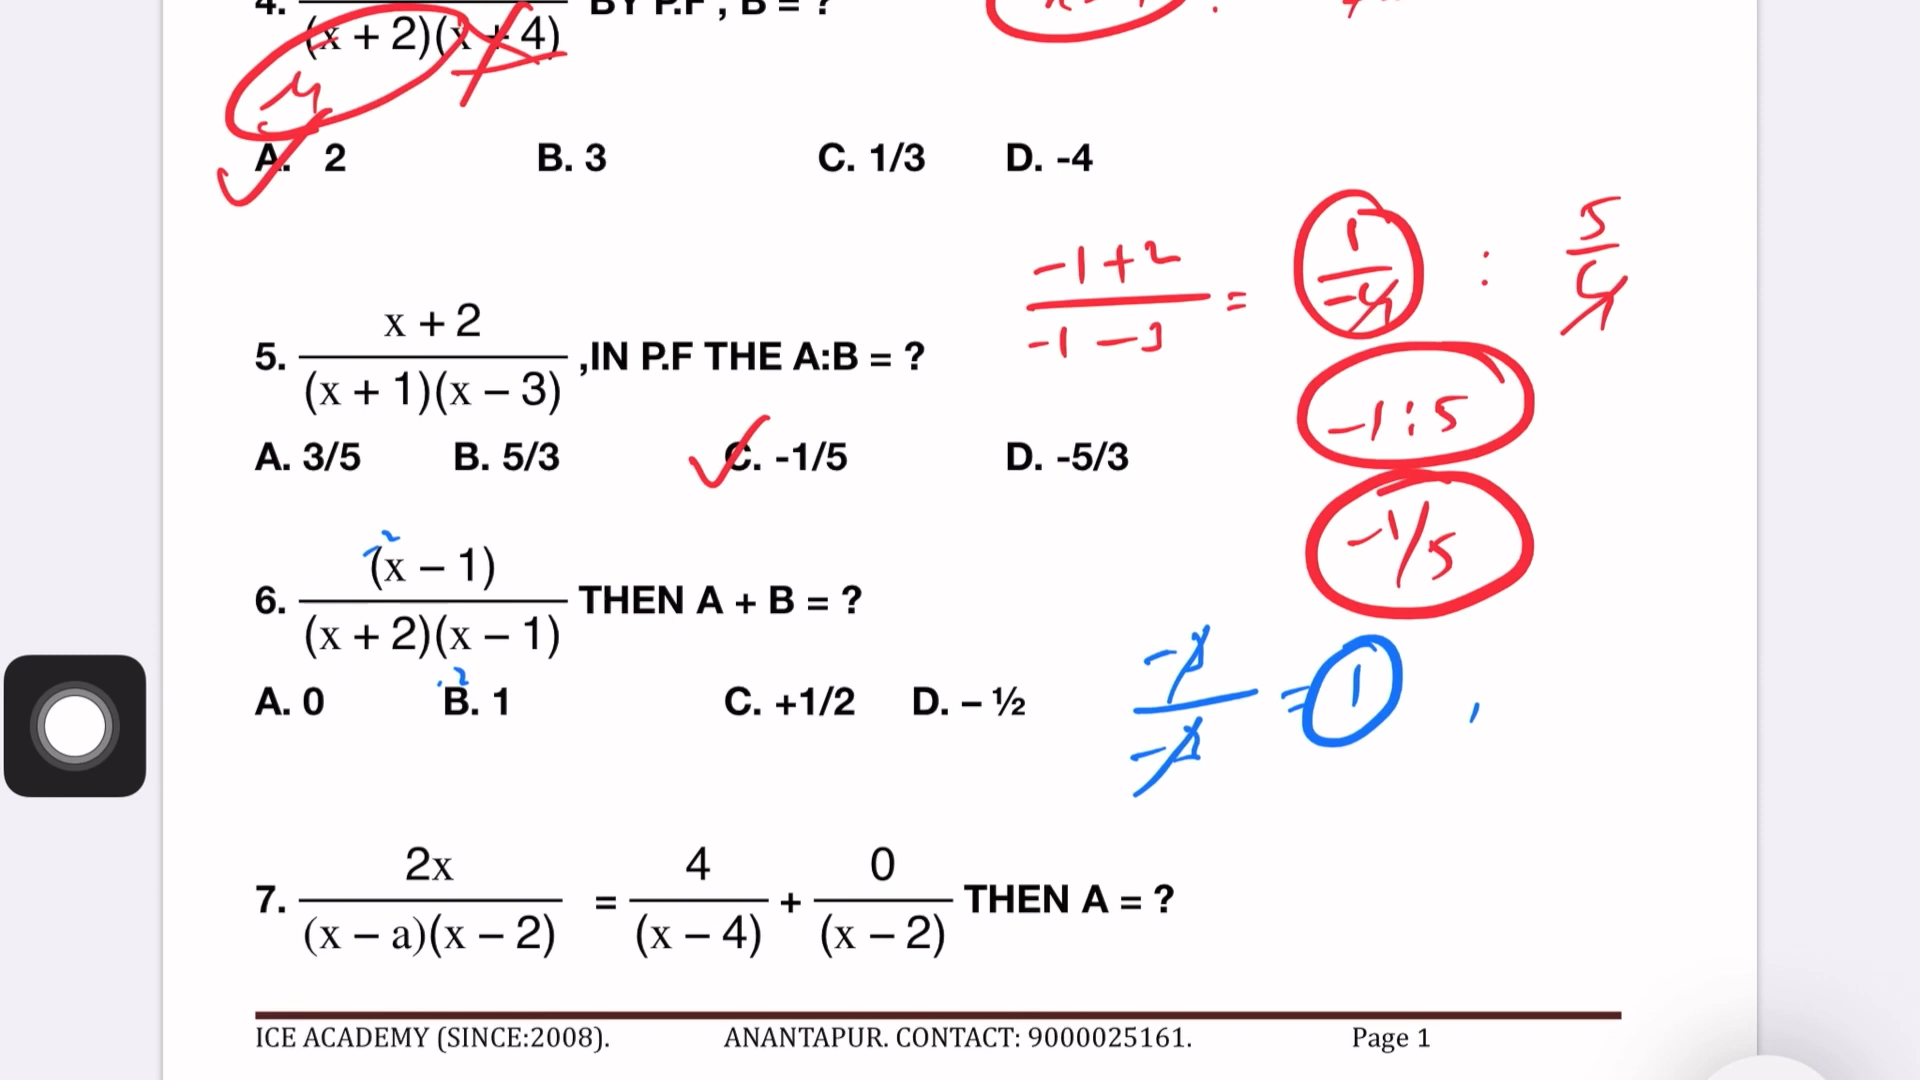 4. (x + 2)(x + 4) BY P.F , B = ?
A. 2 B. 3 C. 1/3 D. -4
5. x + 2 / (x + 1)(x – 3) ,IN P.F THE A:B = ?
-1+2 / -1-3 = 1/-4 : 5/4
A. 3/5 B. 5/3 C. -1/5 D. -5/3
-1:5
-1/5
6. (x – 1) / (x + 2)(x – 1) THEN A + B = ?
A. 0 B. 1 C. +1/2 D. – ½
= 1 ,
7. 2x / (x – a)(x – 2) = 4 / (x – 4) + 0 / (x – 2) THEN A = ?
ICE ACADEMY (SINCE:2008). ANANTAPUR. CONTACT: 9000025161. Page 1